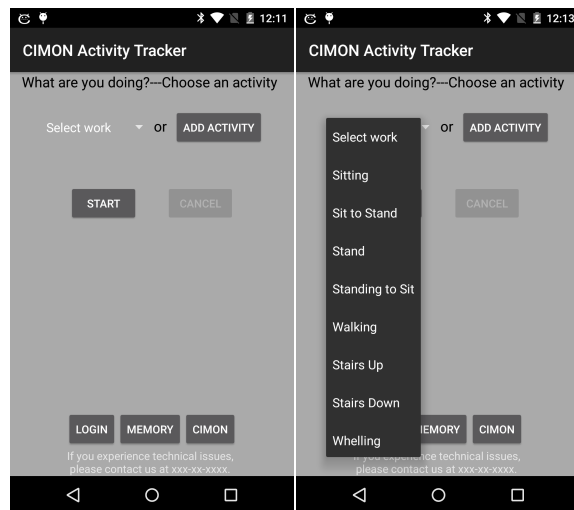 12:11
CIMON Activity Tracker
What are you doing?---Choose an activity
Select work or ADD ACTIVITY
START CANCEL
LOGIN MEMORY CIMON
If you experience technical issues,
please contact us at xxx-xx-xxxx.
12:13
CIMON Activity Tracker
What are you doing?---Choose an activity
or ADD ACTIVITY
Select work
Sitting
Sit to Stand
Stand
Standing to Sit
Walking
Stairs Up
Stairs Down
Whelling
CANCEL
EMORY CIMON
If you experience technical issues,
please contact us at xxx-xx-xxxx.